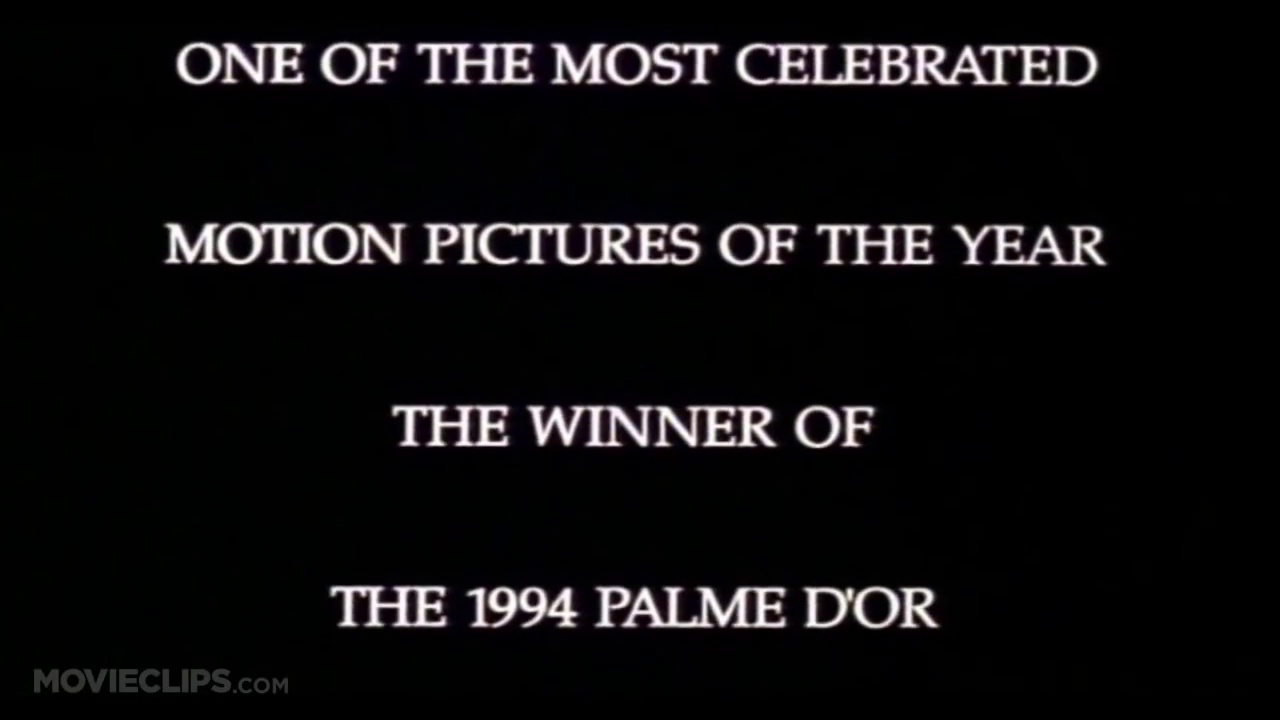 ONE OF THE MOST CELEBRATED
MOTION PICTURES OF THE YEAR
THE WINNER OF
THE 1994 PALME D'OR
MOVIECLIPS.COM